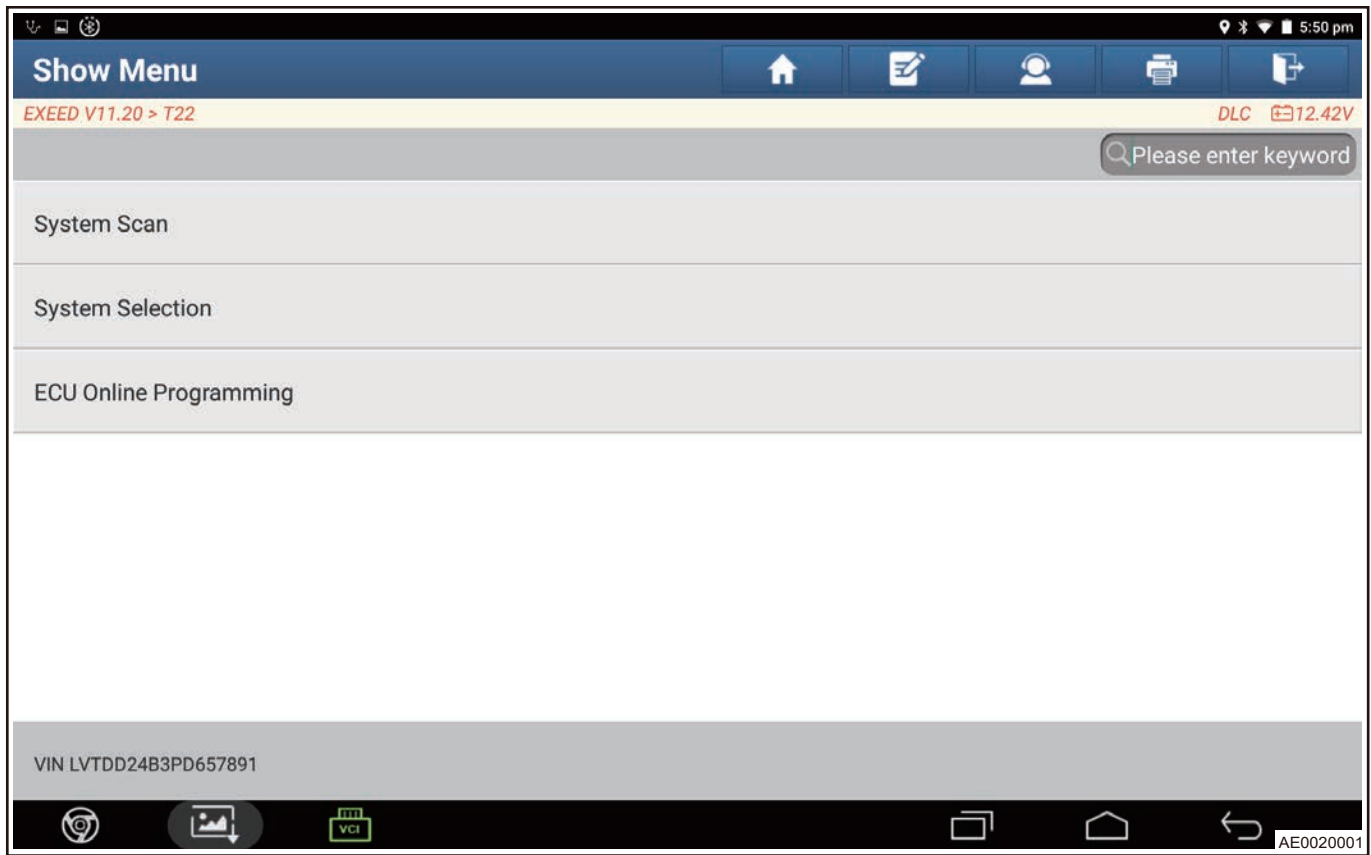 5:50 pm
Show Menu
EXEED V11.20 > T22
DLC 12.42V
Please enter keyword
System Scan
System Selection
ECU Online Programming
VIN LVTDD24B3PD657891
VCI
AE0020001